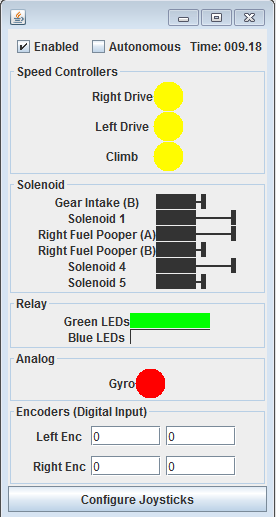 Enabled Autonomous Time: 009.18
Speed Controllers
Right Drive
Left Drive
Climb
Solenoid
Gear Intake (B)
Solenoid 1
Right Fuel Pooper (A)
Right Fuel Pooper (B)
Solenoid 4
Solenoid 5
Relay
Green LEDs
Blue LEDs
Analog
Gyro
Encoders (Digital Input)
Left Enc 0 0
Right Enc 0 0
Configure Joysticks